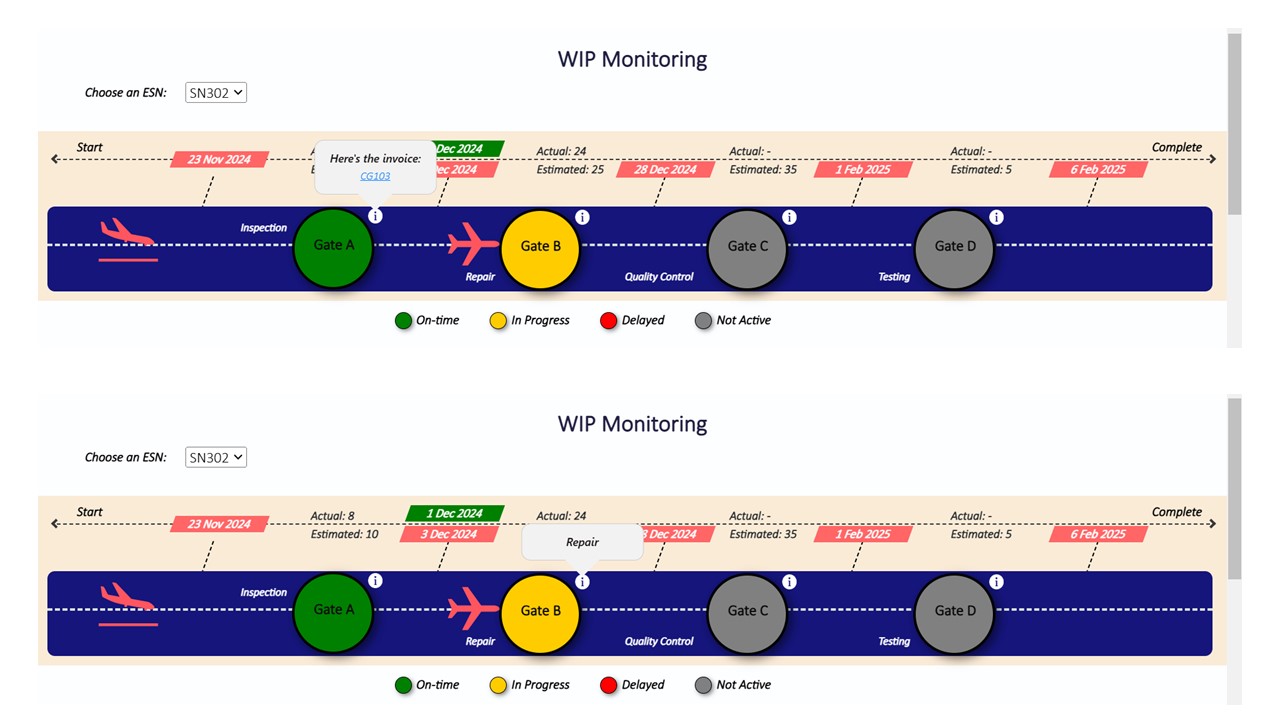 WIP Monitoring
Choose an ESN: SN302
Start
Complete
23 Nov 2024
Here's the invoice:
CG103
Dec 2024
2024
Actual: 24
Estimated: 25
28 Dec 2024
Actual: -
Estimated: 35
1 Feb 2025
Actual: -
Estimated: 5
6 Feb 2025
Inspection
Gate A
i
Repair
Gate B
i
Quality Control
Gate C
i
Testing
Gate D
i
On-time
In Progress
Delayed
Not Active
WIP Monitoring
Choose an ESN: SN302
Start
Complete
23 Nov 2024
Actual: 8
Estimated: 10
1 Dec 2024
3 Dec 2024
Actual: 24
Repair
Dec 2024
Actual: -
Estimated: 35
1 Feb 2025
Actual: -
Estimated: 5
6 Feb 2025
Inspection
Gate A
i
Repair
Gate B
i
Quality Control
Gate C
i
Testing
Gate D
i
On-time
In Progress
Delayed
Not Active